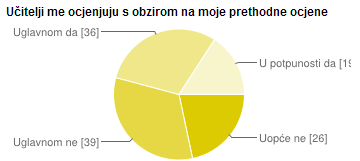 Učitelji me ocjenjuju s obzirom na moje prethodne ocjene
Uglavnom da [36]
U potpunosti da [19
Uglavnom ne [39]
Uopće ne [26]